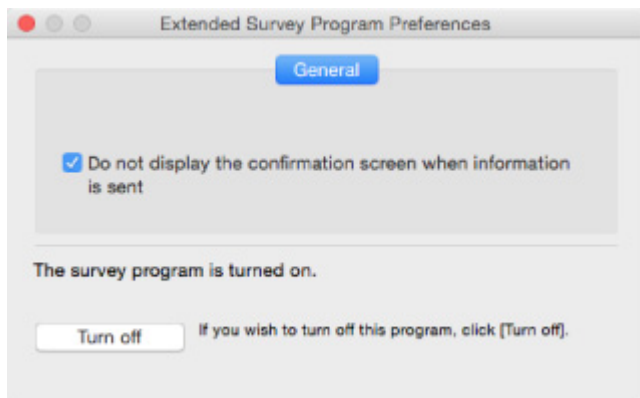 Extended Survey Program Preferences
General
Do not display the confirmation screen when information
is sent
The survey program is turned on.
Turn off
If you wish to turn off this program, click [Turn off].